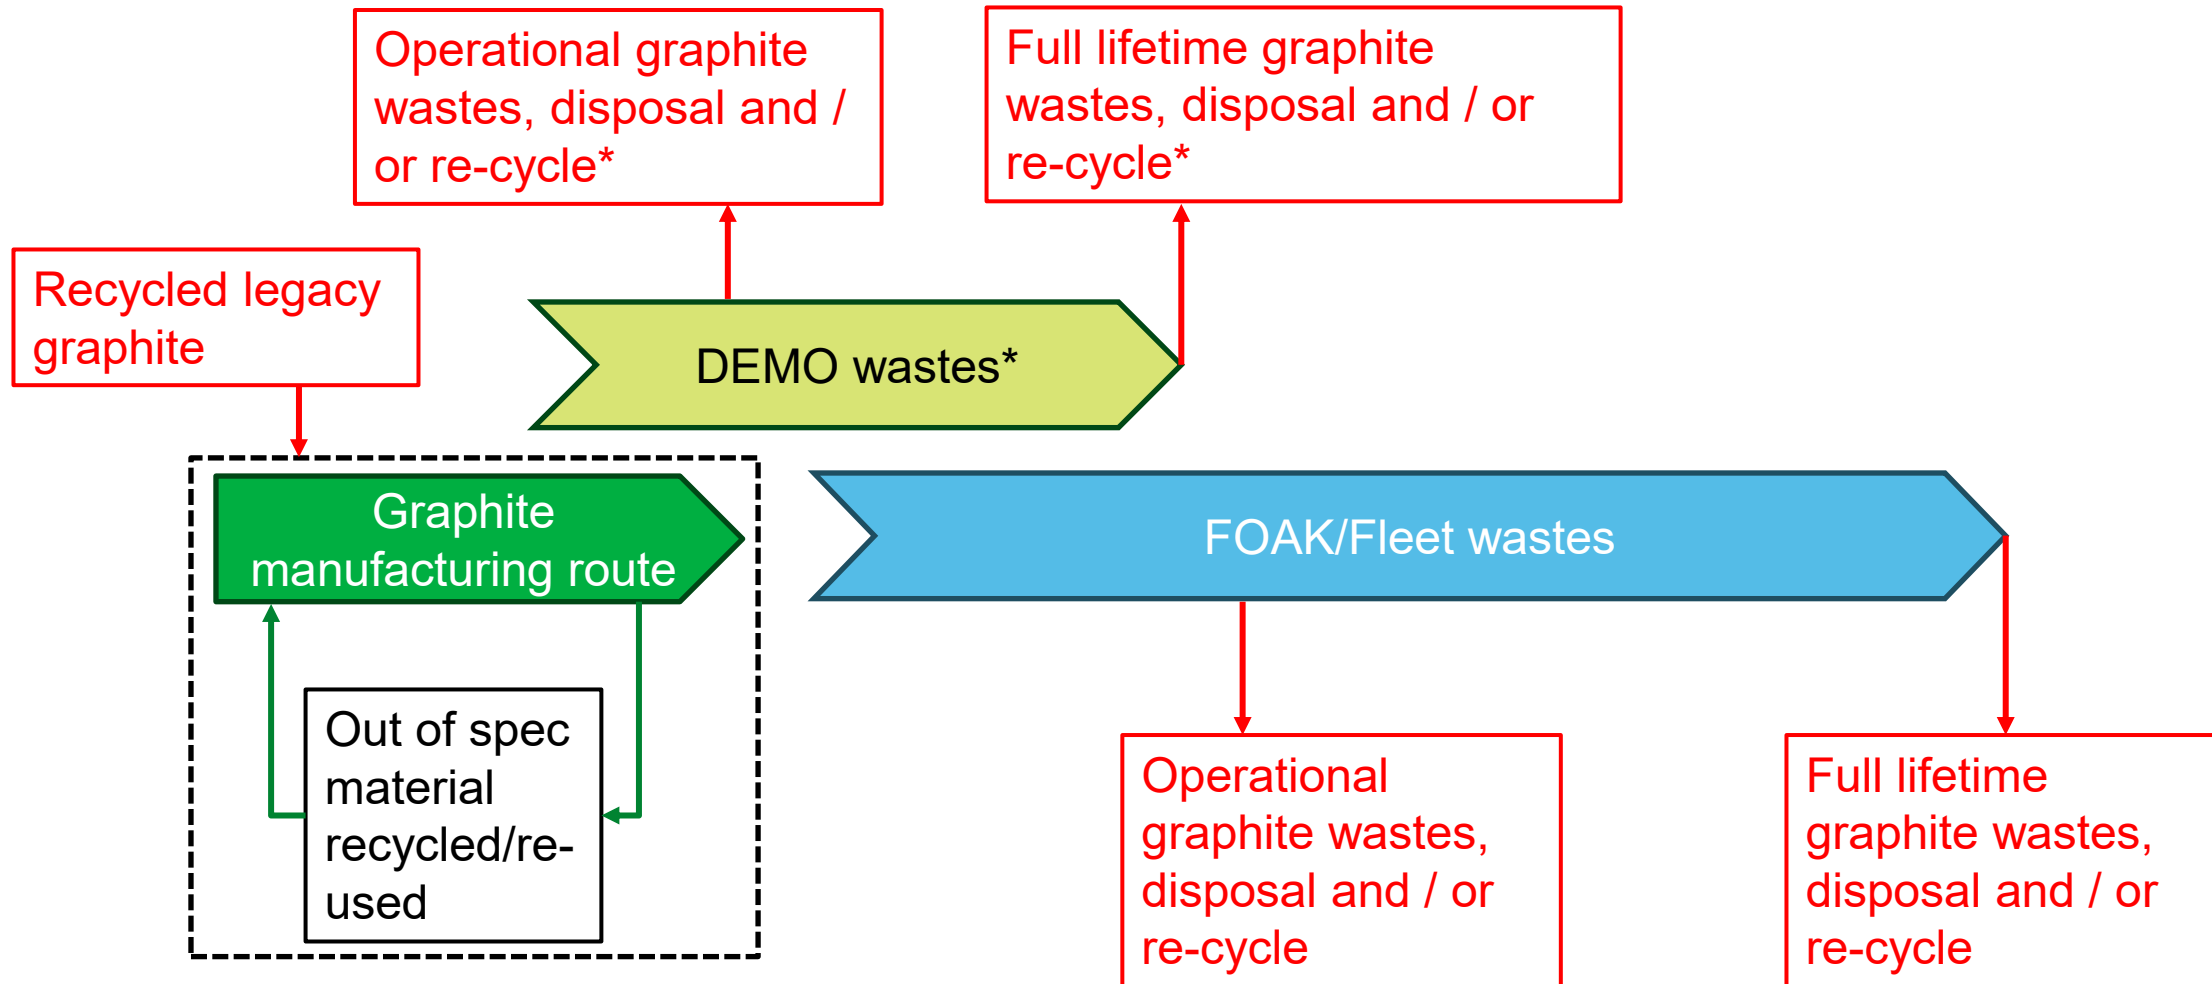 Operational graphite
wastes, disposal and /
or re-cycle*
Full lifetime graphite
wastes, disposal and / or
re-cycle*
Recycled legacy
graphite
DEMO wastes*
Graphite
manufacturing route
FOAK/Fleet wastes
Out of spec
material
recycled/re-
used
Operational
graphite wastes,
disposal and / or
re-cycle
Full lifetime
graphite wastes,
disposal and / or
re-cycle